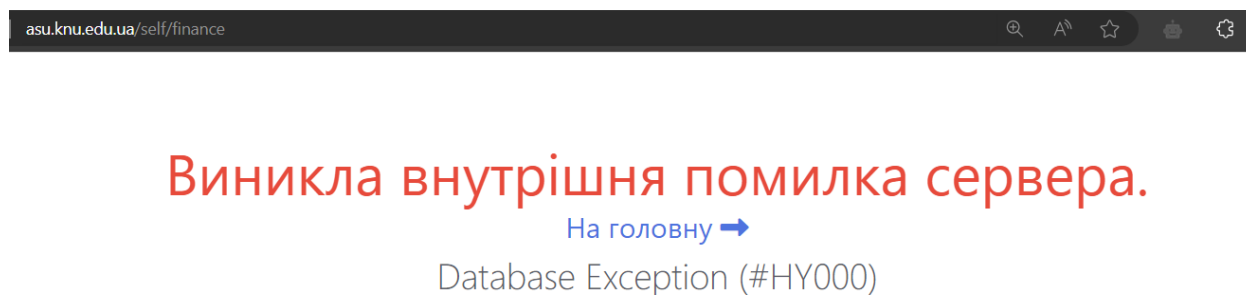 asu.knu.edu.ua/self/finance
Виникла внутрішня помилка сервера.
На головну
Database Exception (#HY000)